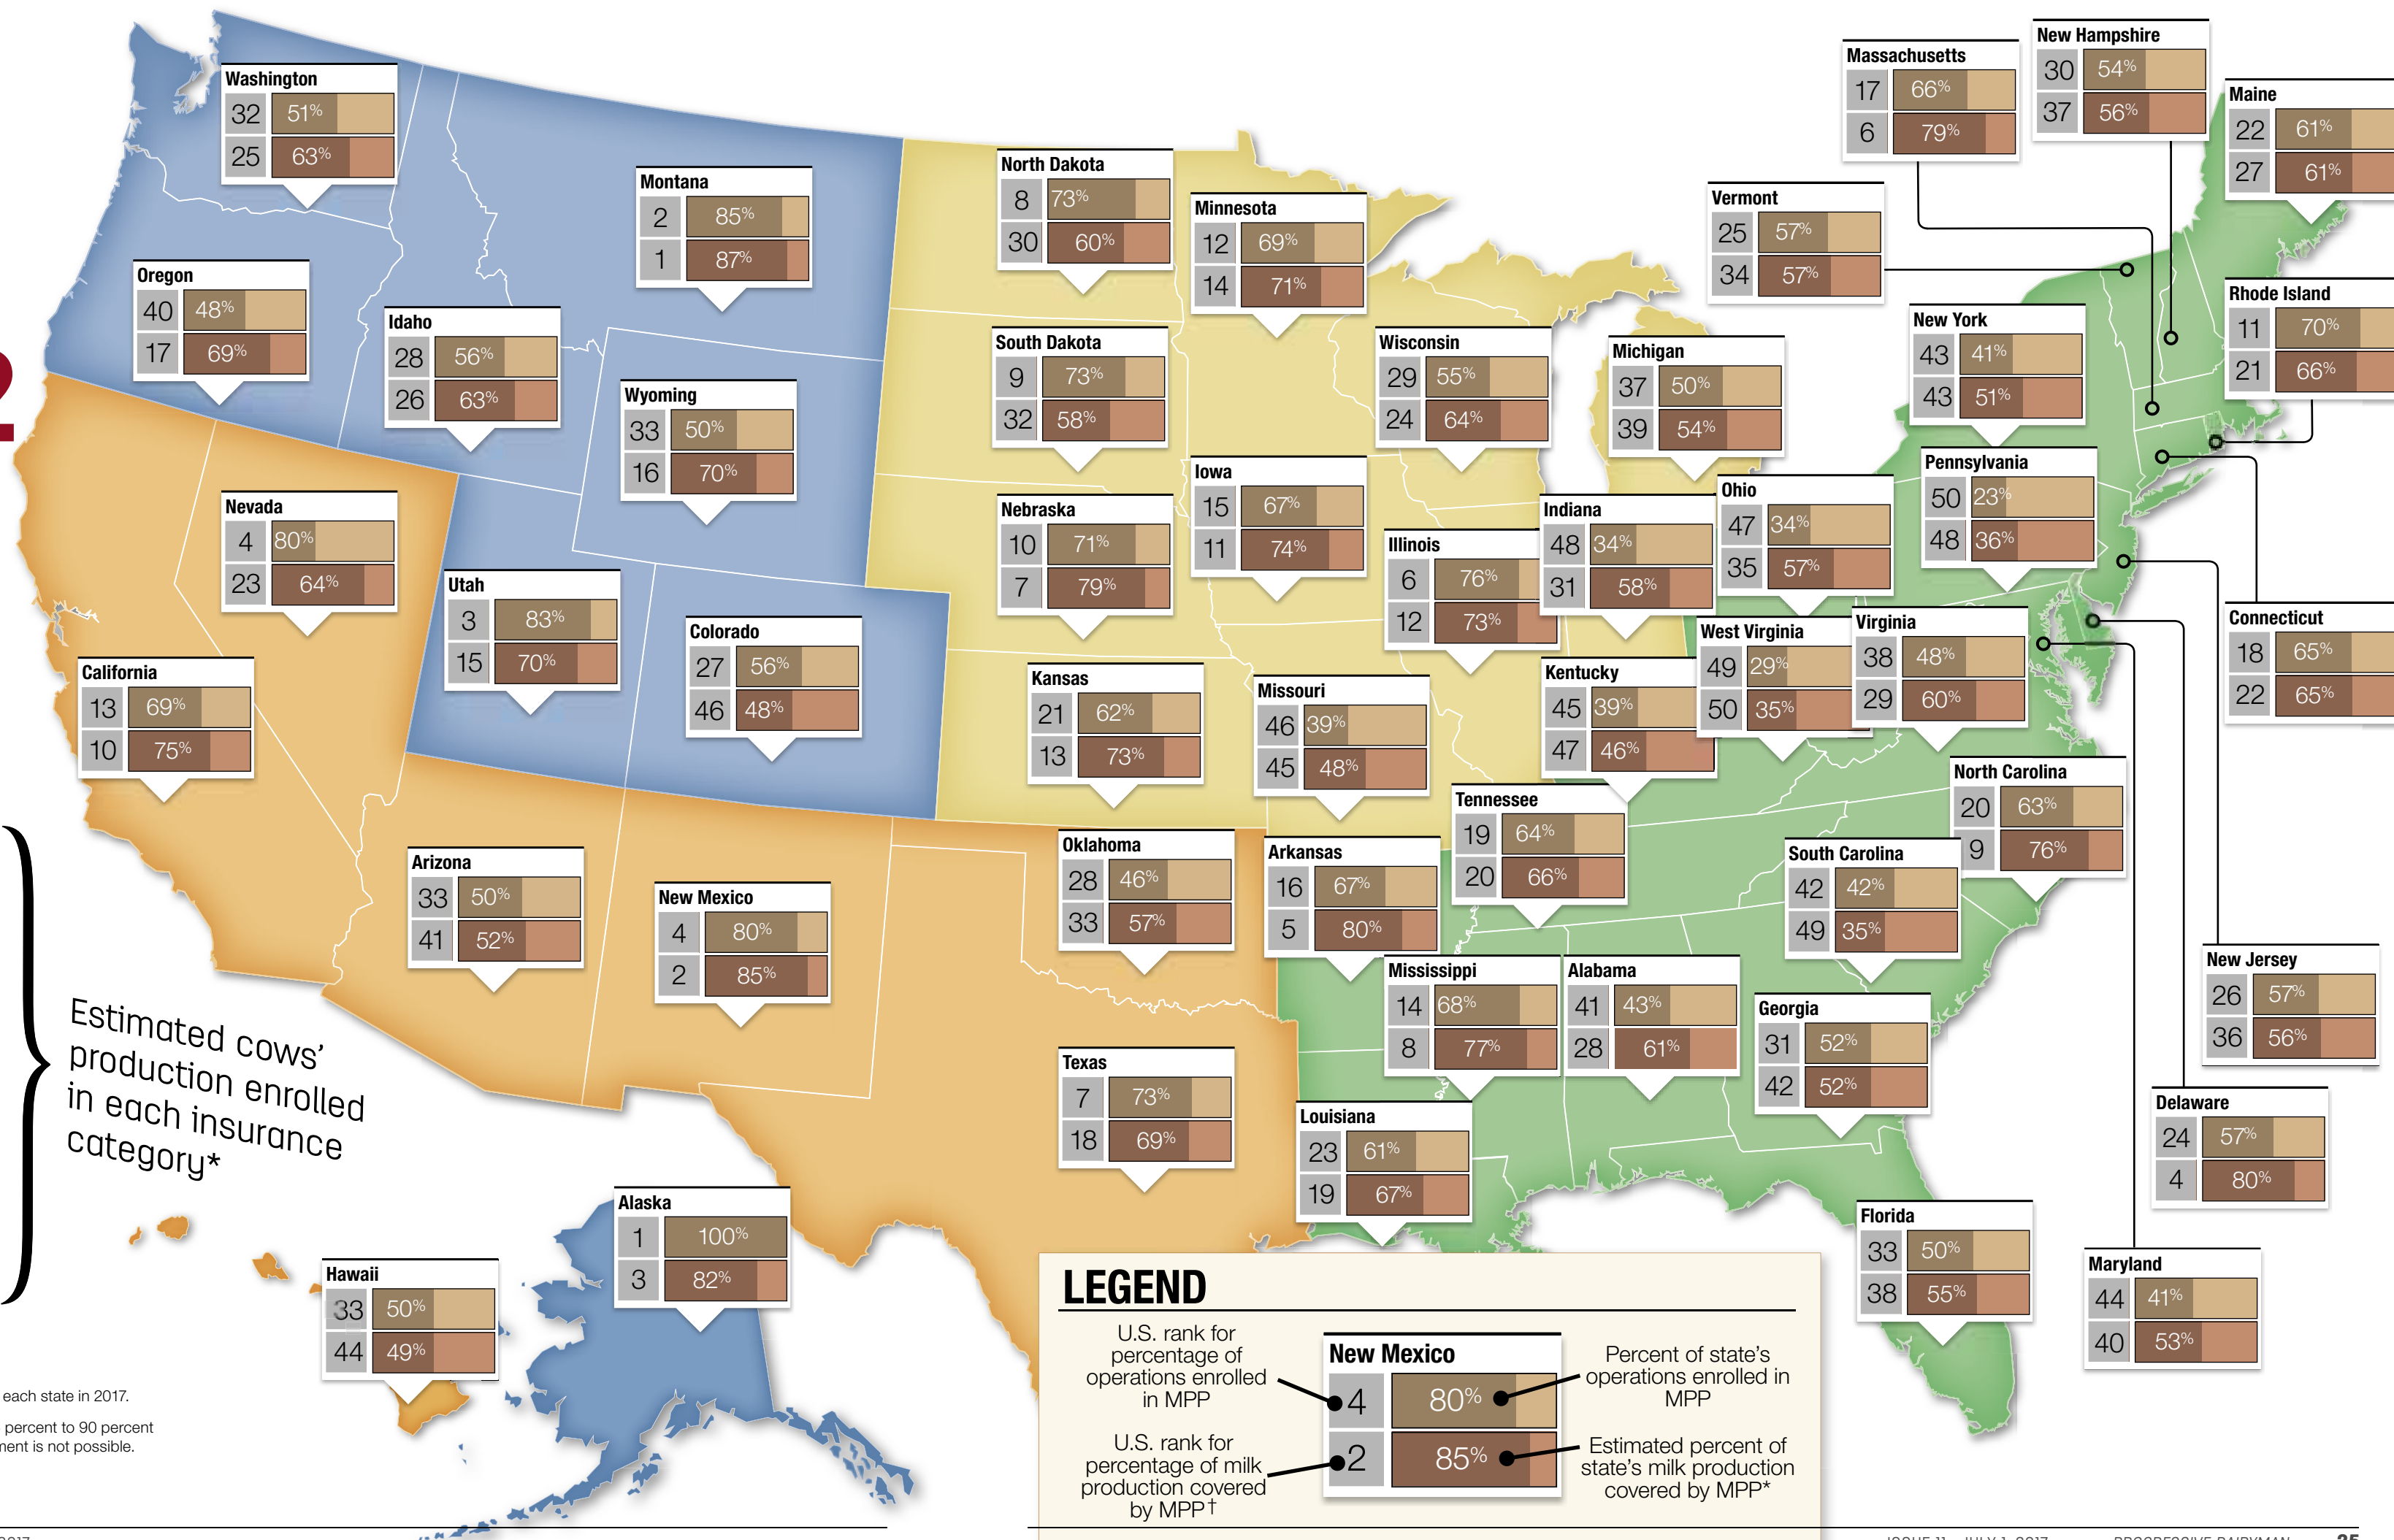 Washington
32 51%
25 63%
Oregon
40 48%
17 69%
Idaho
28 56%
26 63%
Montana
2 85%
1 87%
Wyoming
33 50%
16 70%
Nevada
4 80%
23 64%
Utah
3 83%
15 70%
Colorado
27 56%
46 48%
California
13 69%
10 75%
Arizona
33 50%
41 52%
New Mexico
4 80%
2 85%
North Dakota
8 73%
30 60%
Minnesota
12 69%
14 71%
South Dakota
9 73%
32 58%
Wisconsin
29 55%
24 64%
Michigan
37 50%
39 54%
Nebraska
10 71%
7 79%
Iowa
15 67%
11 74%
Illinois
6 76%
12 73%
Indiana
48 34%
31 58%
Ohio
47 34%
35 57%
Kansas
21 62%
13 73%
Missouri
46 39%
45 48%
Kentucky
45 39%
47 46%
West Virginia
49 29%
50 35%
Virginia
38 48%
29 60%
Massachusetts
17 66%
6 79%
New Hampshire
30 54%
37 56%
Maine
22 61%
27 61%
Vermont
25 57%
34 57%
New York
43 41%
43 51%
Rhode Island
11 70%
21 66%
Pennsylvania
50 23%
48 36%
Connecticut
18 65%
22 65%
North Carolina
20 63%
9 76%
South Carolina
42 42%
49 35%
Tennessee
19 64%
20 66%
Oklahoma
28 46%
33 57%
Arkansas
16 67%
5 80%
Mississippi
14 68%
8 77%
Alabama
41 43%
28 61%
Georgia
31 52%
42 52%
Texas
7 73%
18 69%
Louisiana
23 61%
19 67%
New Jersey
26 57%
36 56%
Delaware
24 57%
4 80%
Florida
33 50%
38 55%
Maryland
44 41%
40 53%
Alaska
1 100%
3 82%
Hawaii
33 50%
44 49%
2
Estimated cows'
production enrolled
in each insurance
category*
each state in 2017.
percent to 90 percent
ment is not possible.
LEGEND
U.S. rank for
percentage of
operations enrolled
in MPP
U.S. rank for
percentage of milk
production covered
by MPP†
New Mexico
4 80%
2 85%
Percent of state's
operations enrolled in
MPP
Estimated percent of
state's milk production
covered by MPP*